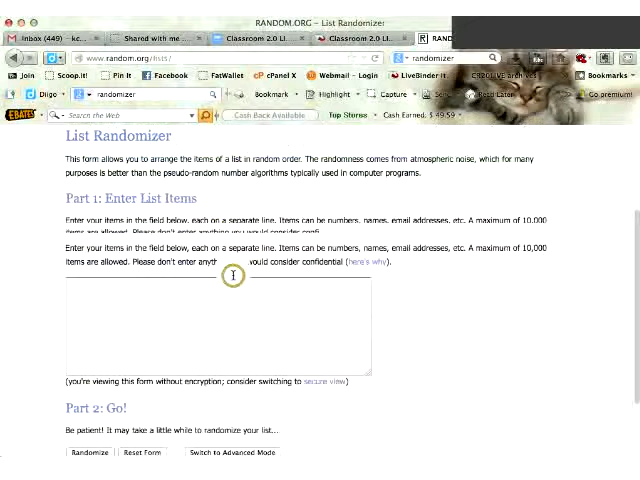 RANDOM.ORG - List Randomizer
Inbox (449) - kc...
Shared with me ...
Classroom 2.0 LI...
Classroom 2.0 LI...
RAND
www.random.org/lists/
randomizer
Join
Scoop.it!
Pin It
Facebook
FatWallet
cPanel X
Webmail - Login
LiveBinder It
CR20LIVE archives
Bookmarks
Diigo
randomizer
Bookmark
Highlight
Capture
Send
Read Later
Go premium!
EBATES
Search the Web
Cash Back Available
Top Stores
Cash Earned: $ 49.59
List Randomizer
This form allows you to arrange the items of a list in random order. The randomness comes from atmospheric noise, which for many
purposes is better than the pseudo-random number algorithms typically used in computer programs.
Part 1: Enter List Items
Enter your items in the field below, each on a separate line. Items can be numbers, names, email addresses, etc. A maximum of 10,000
items are allowed. Please don't enter anything you would consider confi
Enter your items in the field below, each on a separate line. Items can be numbers, names, email addresses, etc. A maximum of 10,000
items are allowed. Please don't enter anyth would consider confidential (here's why).
(you're viewing this form without encryption; consider switching to secure view)
Part 2: Go!
Be patient! It may take a little while to randomize your list...
Randomize
Reset Form
Switch to Advanced Mode